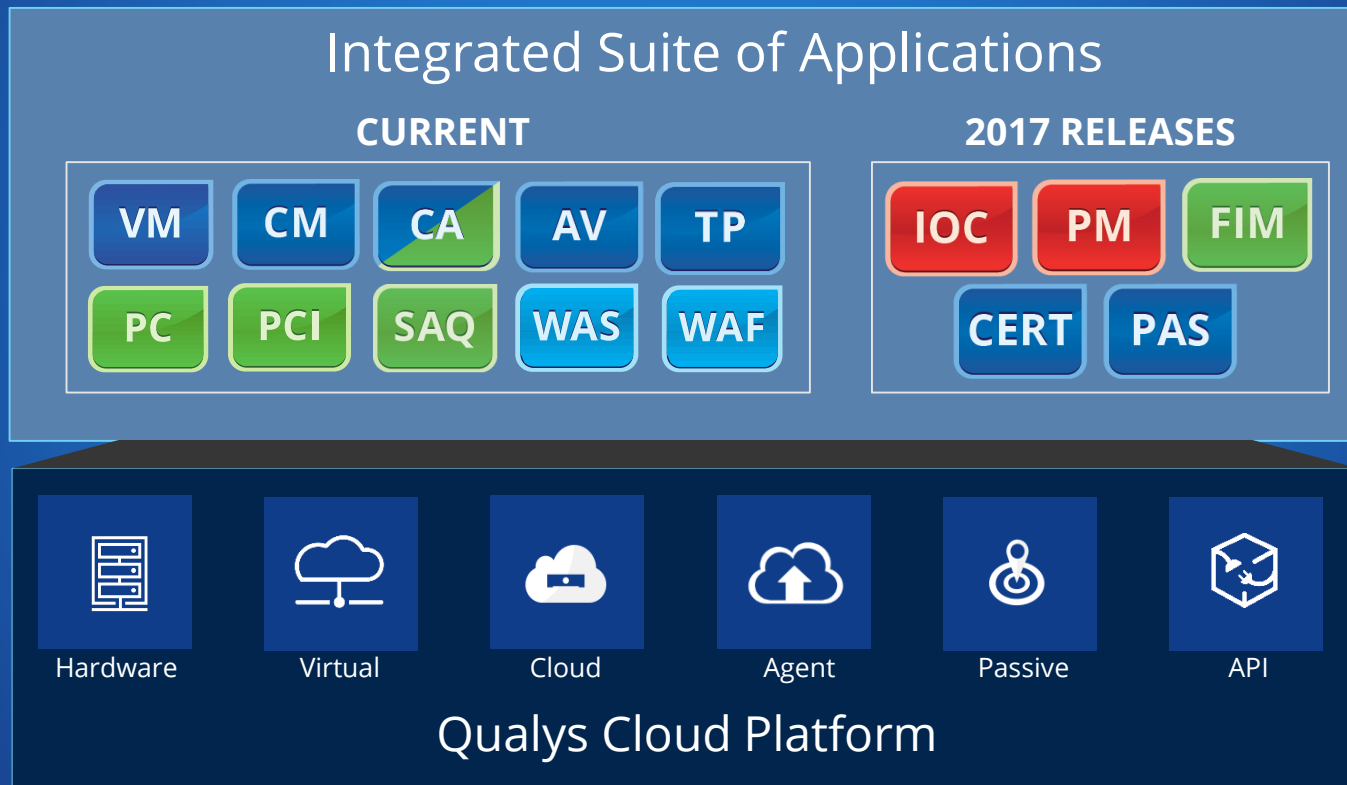 Integrated Suite of Applications
CURRENT
VM CM CA AV TP
PC PCI SAQ WAS WAF
2017 RELEASES
IOC PM FIM
CERT PAS
Hardware Virtual Cloud Agent Passive API
Qualys Cloud Platform